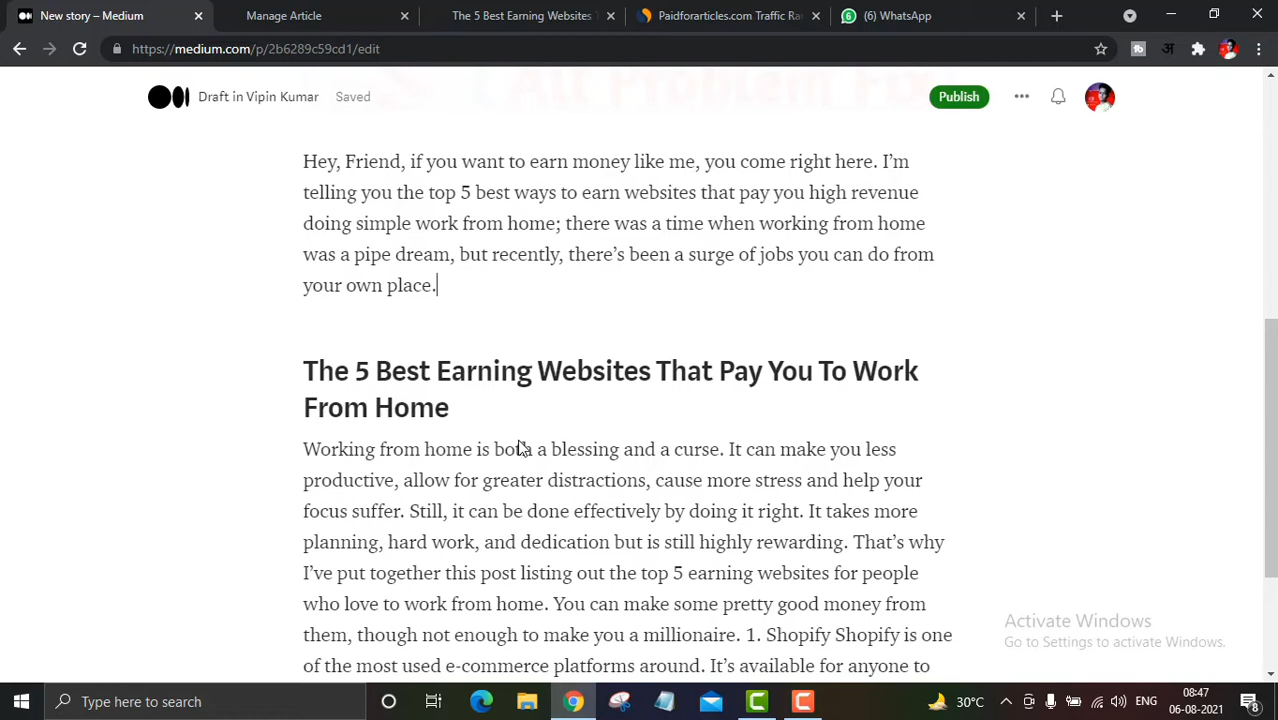 New story – Medium
Manage Article
The 5 Best Earning Websites
Paidforarticles.com Traffic Ra
(6) WhatsApp
https://medium.com/p/2b6289c59cd1/edit
All Problem Fix
Draft in Vipin Kumar Saved
Publish
Hey, Friend, if you want to earn money like me, you come right here. I'm
telling you the top 5 best ways to earn websites that pay you high revenue
doing simple work from home; there was a time when working from home
was a pipe dream, but recently, there's been a surge of jobs you can do from
your own place.
The 5 Best Earning Websites That Pay You To Work
From Home
Working from home is both a blessing and a curse. It can make you less
productive, allow for greater distractions, cause more stress and help your
focus suffer. Still, it can be done effectively by doing it right. It takes more
planning, hard work, and dedication but is still highly rewarding. That's why
I've put together this post listing out the top 5 earning websites for people
who love to work from home. You can make some pretty good money from
them, though not enough to make you a millionaire. 1. Shopify Shopify is one
of the most used e-commerce platforms around. It's available for anyone to
Activate Windows
Go to Settings to activate Windows.
Type here to search
30°C
ENG
08:47
06-08-2021
8